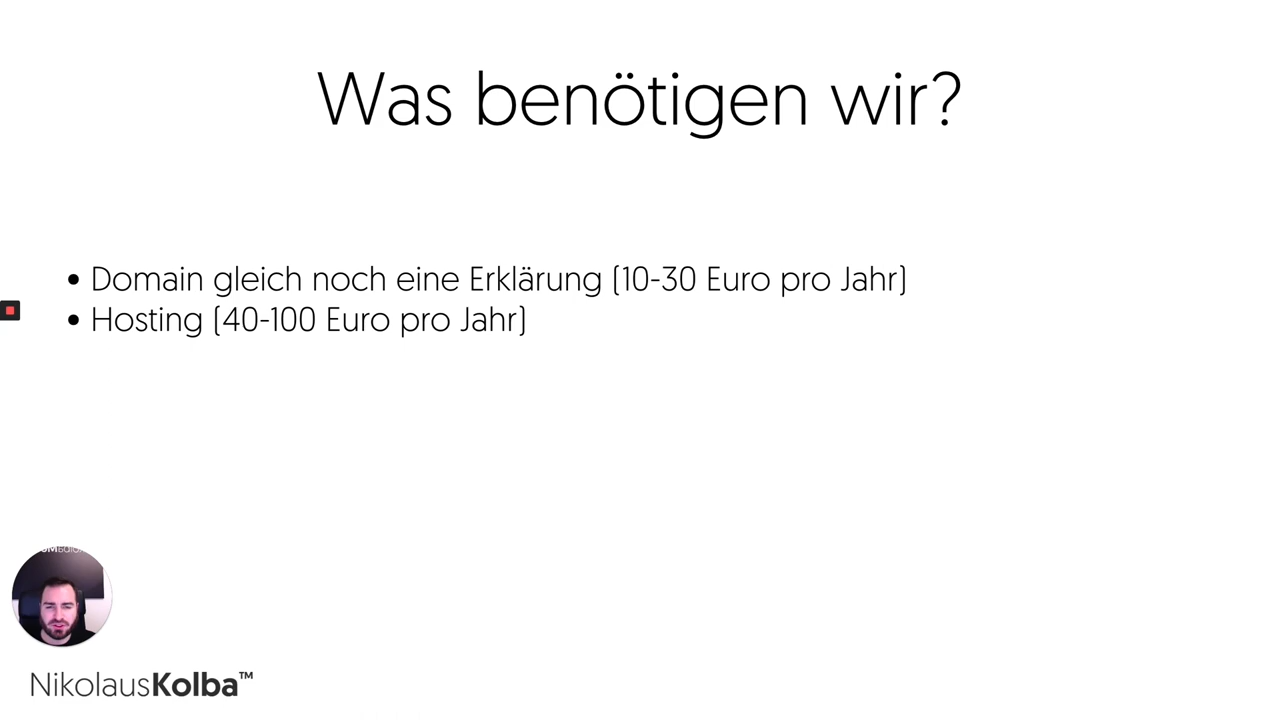 Was benötigen wir?
• Domain gleich noch eine Erklärung (10-30 Euro pro Jahr)
• Hosting (40-100 Euro pro Jahr)
NikolausKolba™